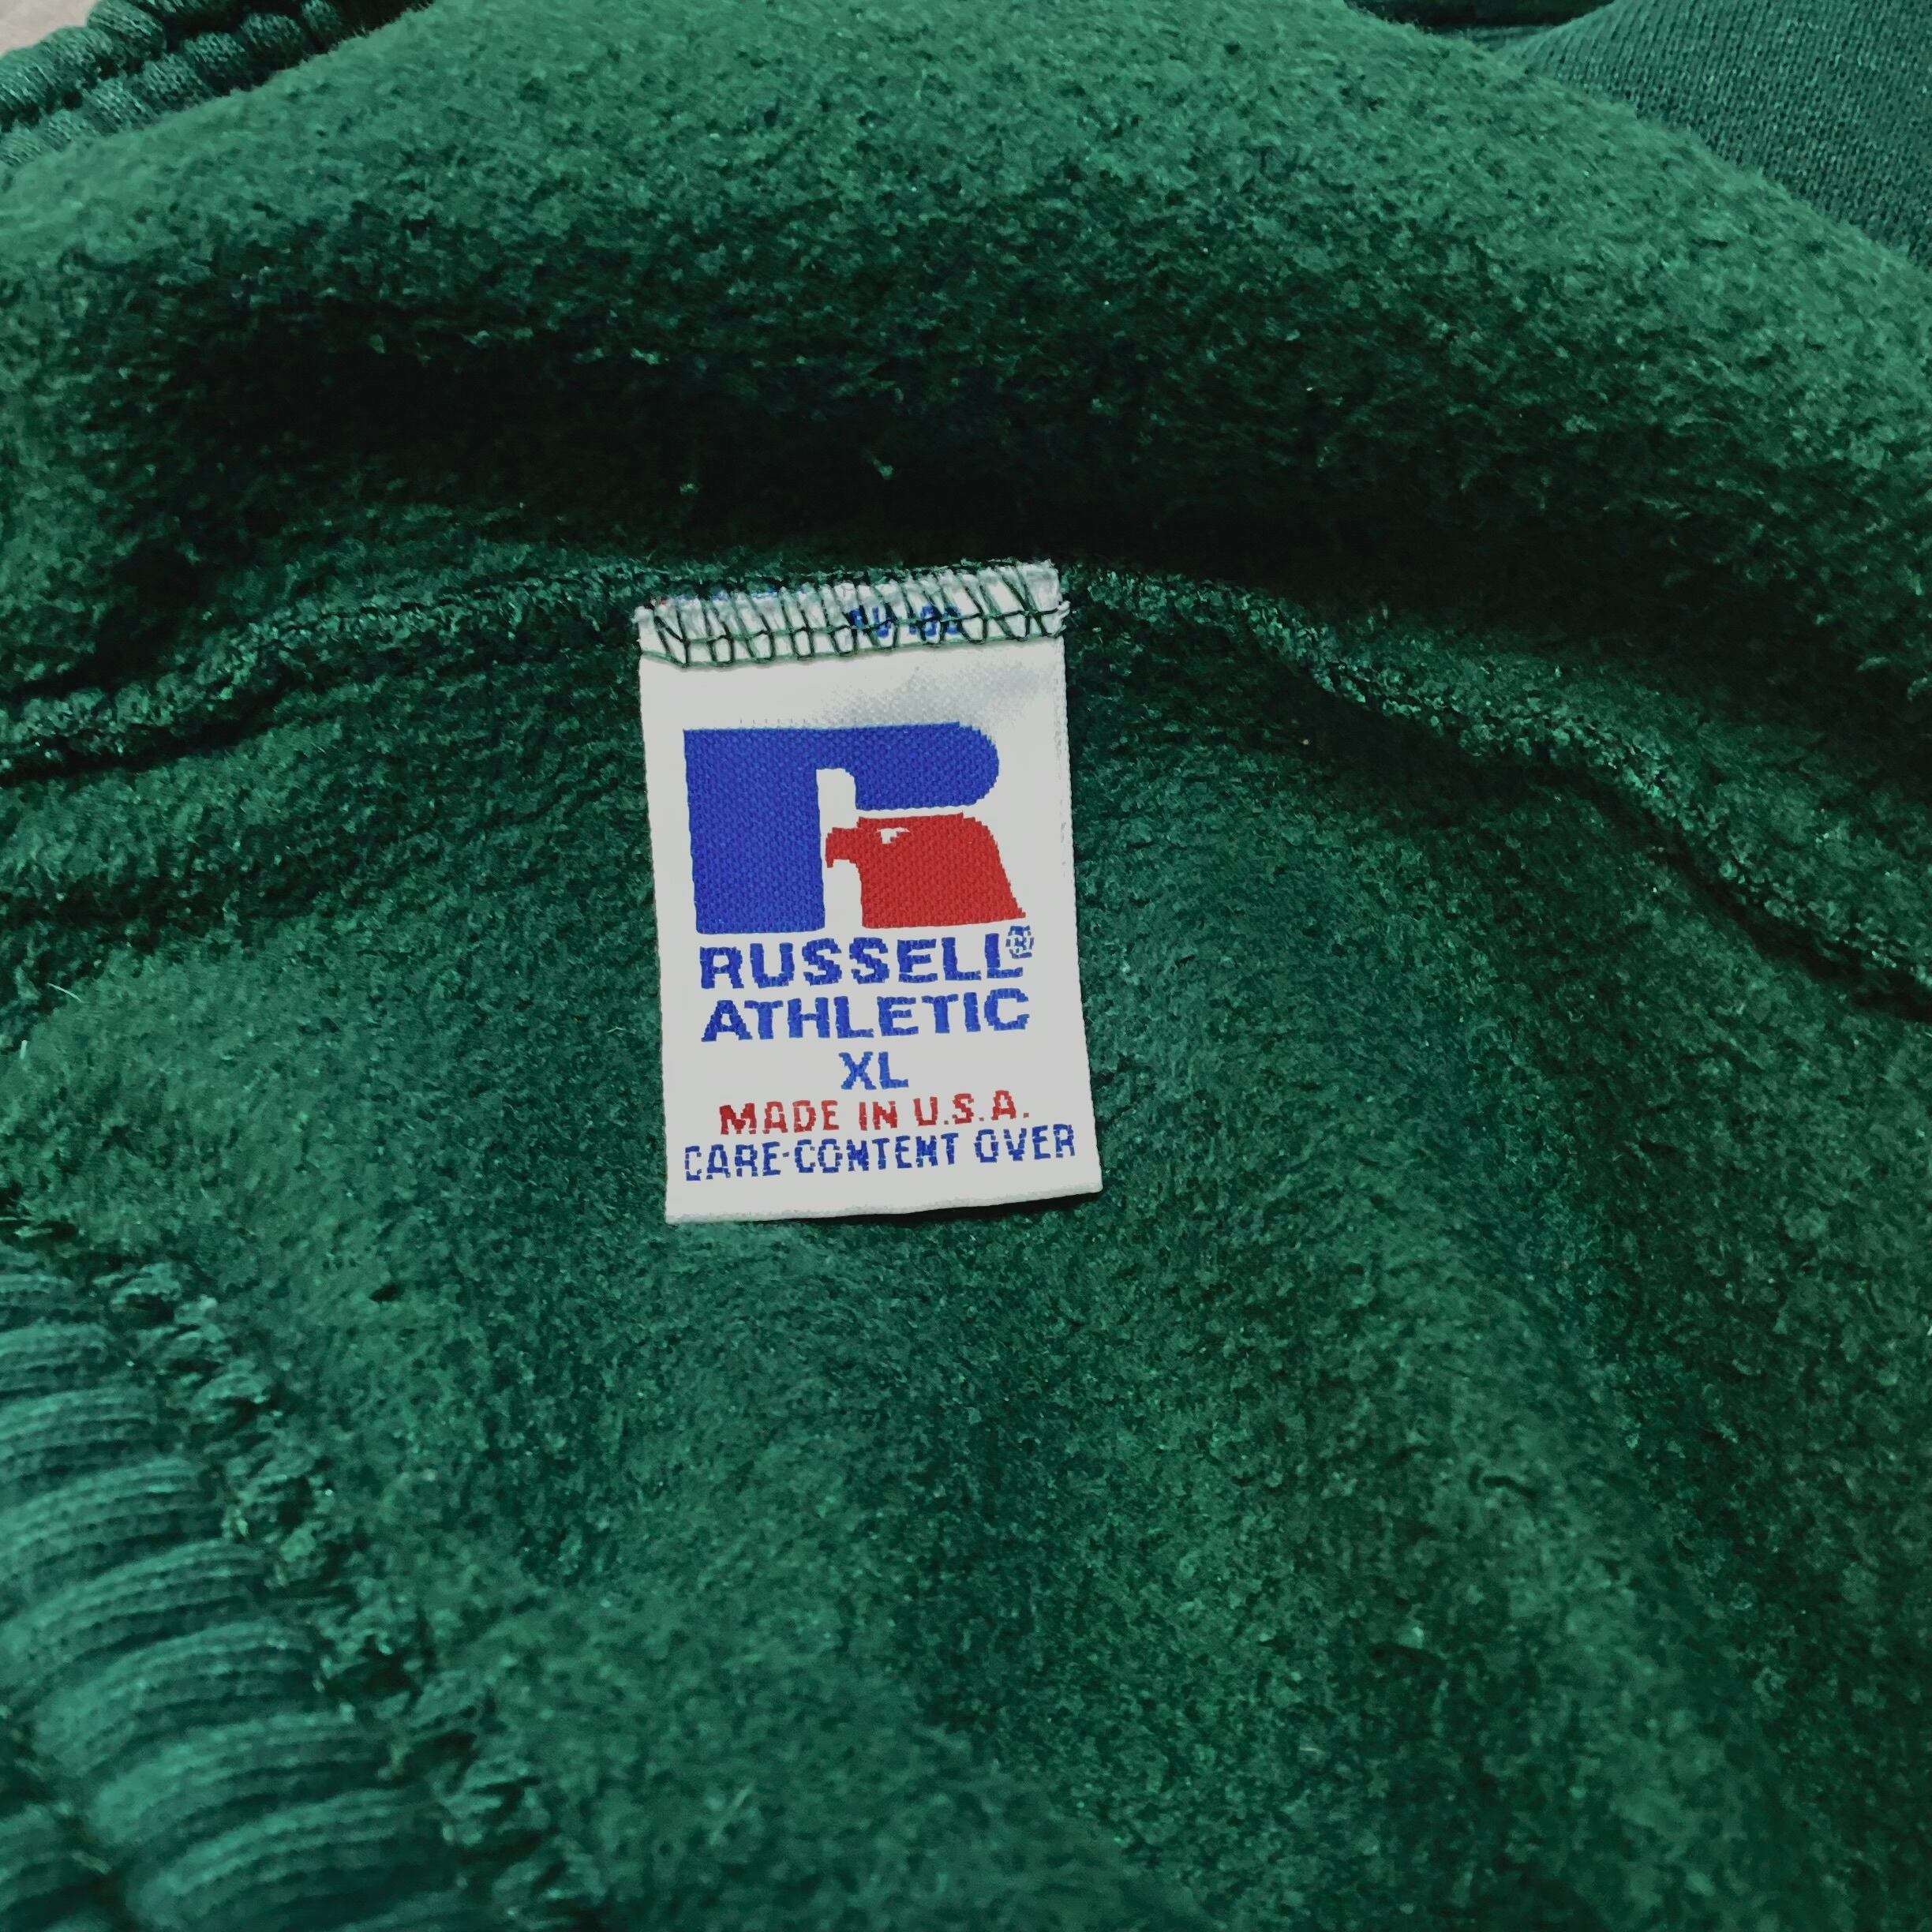 RUSSELL®
ATHLETIC
XL
MADE IN U.S.A.
CARE-CONTENT OVER